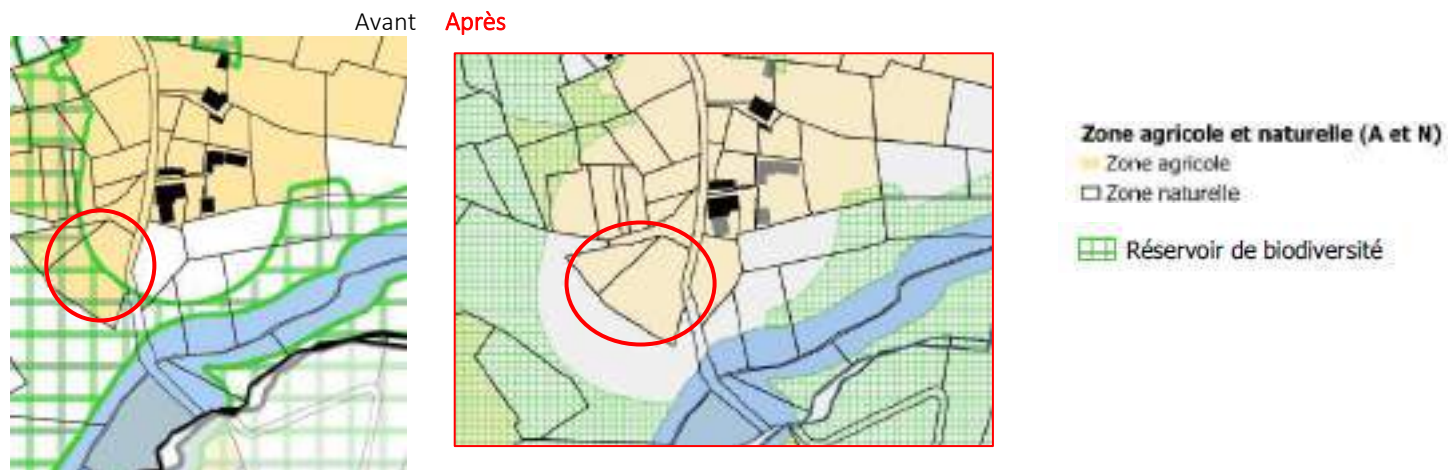 Avant Après
Zone agricole et naturelle (A et N)
Zone agricole
Zone naturelle
Réservoir de biodiversité